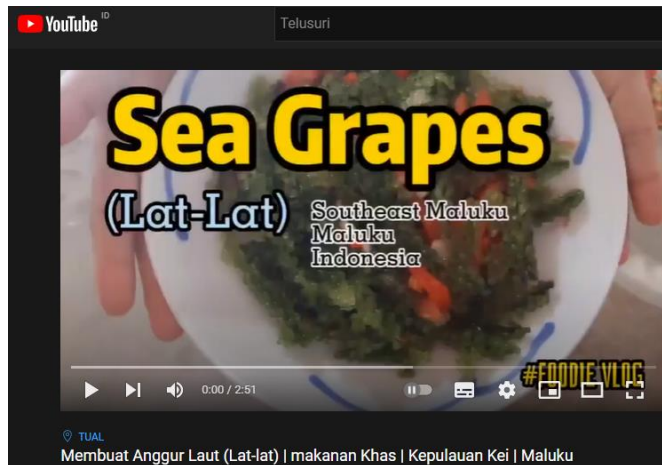 YouTube ID
Telusuri
Sea Grapes
(Lat-Lat)
Southeast Maluku
Maluku
Indonesia
#FOODIE VLOG
0:00 / 2:51
TUAL
Membuat Anggur Laut (Lat-lat) | makanan Khas | Kepulauan Kei | Maluku